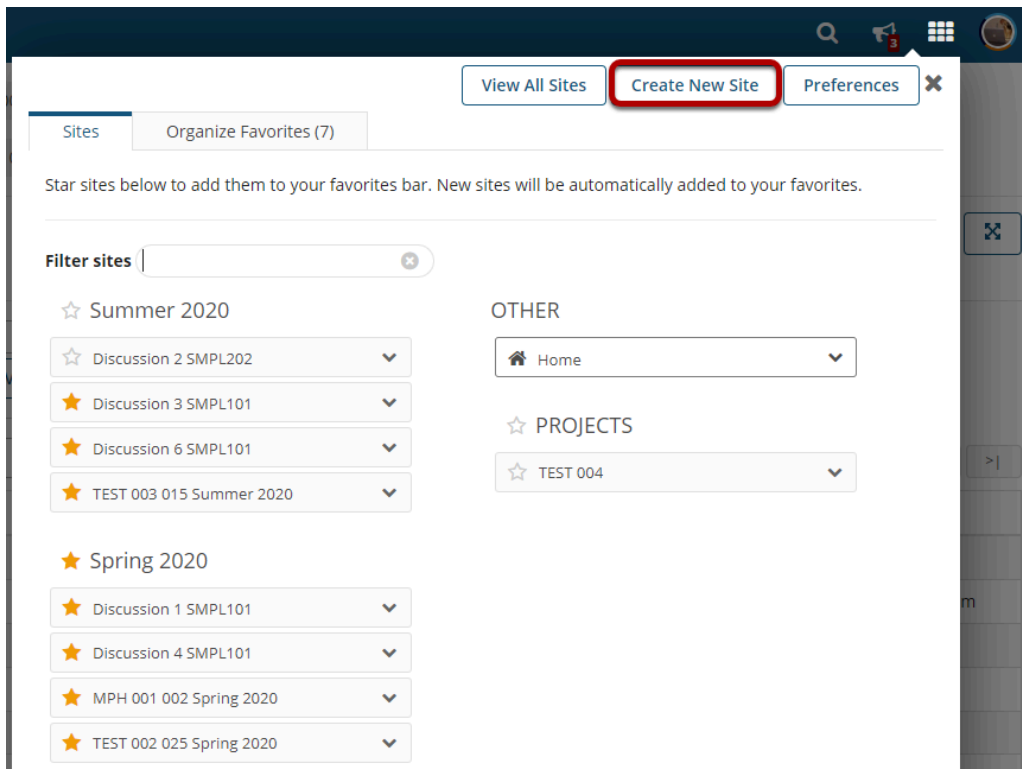 3
View All Sites
Create New Site
Preferences
Sites
Organize Favorites (7)
Star sites below to add them to your favorites bar. New sites will be automatically added to your favorites.
Filter sites
Summer 2020
Discussion 2 SMPL202
Discussion 3 SMPL101
Discussion 6 SMPL101
TEST 003 015 Summer 2020
Spring 2020
Discussion 1 SMPL101
Discussion 4 SMPL101
MPH 001 002 Spring 2020
TEST 002 025 Spring 2020
OTHER
Home
PROJECTS
TEST 004
>|
m